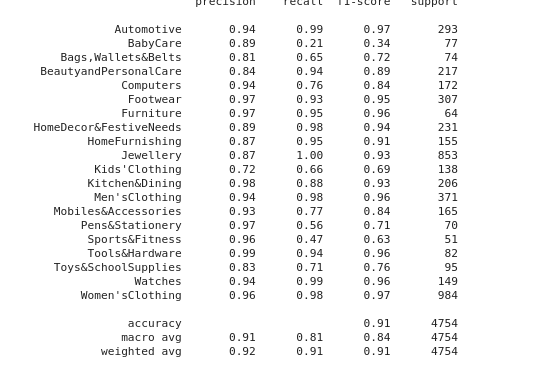 precision recall f1-score support
Automotive 0.94 0.99 0.97 293
BabyCare 0.89 0.21 0.34 77
Bags,Wallets&Belts 0.81 0.65 0.72 74
BeautyandPersonalCare 0.84 0.94 0.89 217
Computers 0.94 0.76 0.84 172
Footwear 0.97 0.93 0.95 307
Furniture 0.97 0.95 0.96 64
HomeDecor&FestiveNeeds 0.89 0.98 0.94 231
HomeFurnishing 0.87 0.95 0.91 155
Jewellery 0.87 1.00 0.93 853
Kids'Clothing 0.72 0.66 0.69 138
Kitchen&Dining 0.98 0.88 0.93 206
Men'sClothing 0.94 0.98 0.96 371
Mobiles&Accessories 0.93 0.77 0.84 165
Pens&Stationery 0.97 0.56 0.71 70
Sports&Fitness 0.96 0.47 0.63 51
Tools&Hardware 0.99 0.94 0.96 82
Toys&SchoolSupplies 0.83 0.71 0.76 95
Watches 0.94 0.99 0.96 149
Women'sClothing 0.96 0.98 0.97 984
accuracy 0.91 4754
macro avg 0.91 0.81 0.84 4754
weighted avg 0.92 0.91 0.91 4754